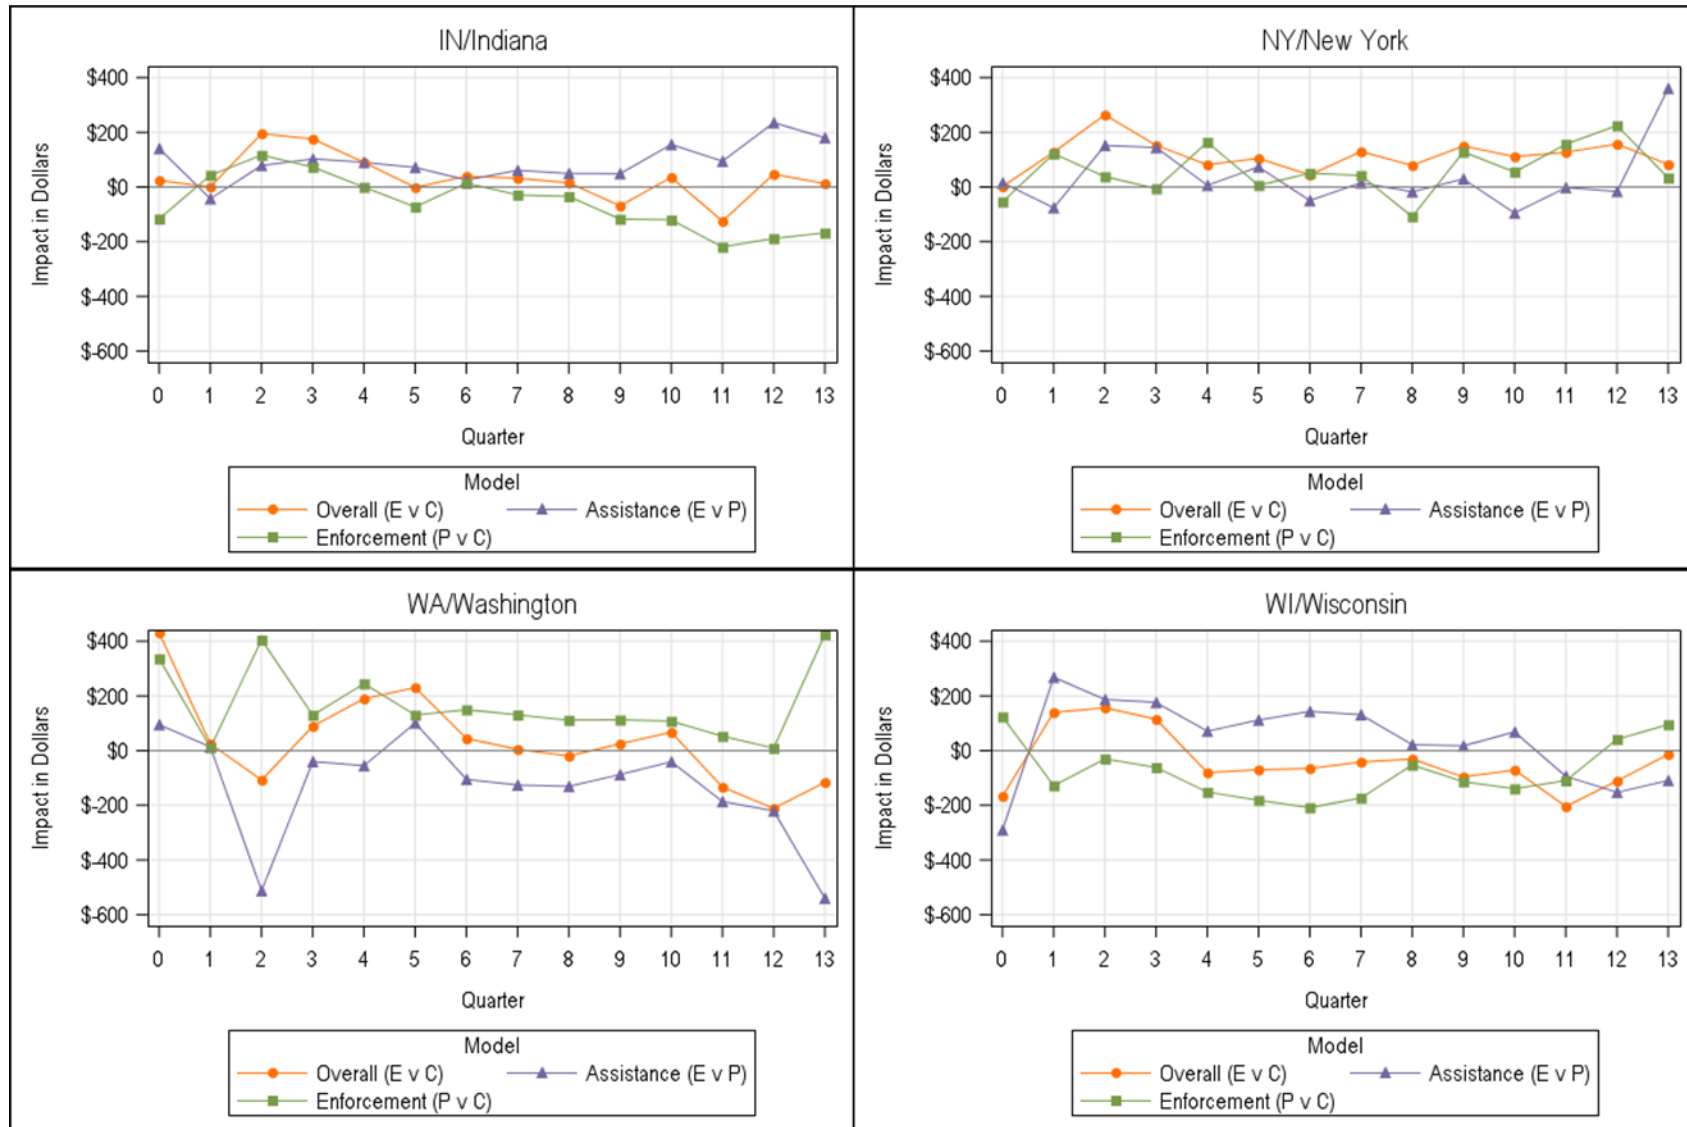 IN/Indiana
$400
$200
$0
$-200
$-400
$-600
Impact in Dollars
0 1 2 3 4 5 6 7 8 9 10 11 12 13
Quarter
Model
Overall (E v C) Assistance (E v P)
Enforcement (P v C)
NY/New York
$400
$200
$0
$-200
$-400
$-600
Impact in Dollars
0 1 2 3 4 5 6 7 8 9 10 11 12 13
Quarter
Model
Overall (E v C) Assistance (E v P)
Enforcement (P v C)
WA/Washington
$400
$200
$0
$-200
$-400
$-600
Impact in Dollars
0 1 2 3 4 5 6 7 8 9 10 11 12 13
Quarter
Model
Overall (E v C) Assistance (E v P)
Enforcement (P v C)
WI/Wisconsin
$400
$200
$0
$-200
$-400
$-600
Impact in Dollars
0 1 2 3 4 5 6 7 8 9 10 11 12 13
Quarter
Model
Overall (E v C) Assistance (E v P)
Enforcement (P v C)